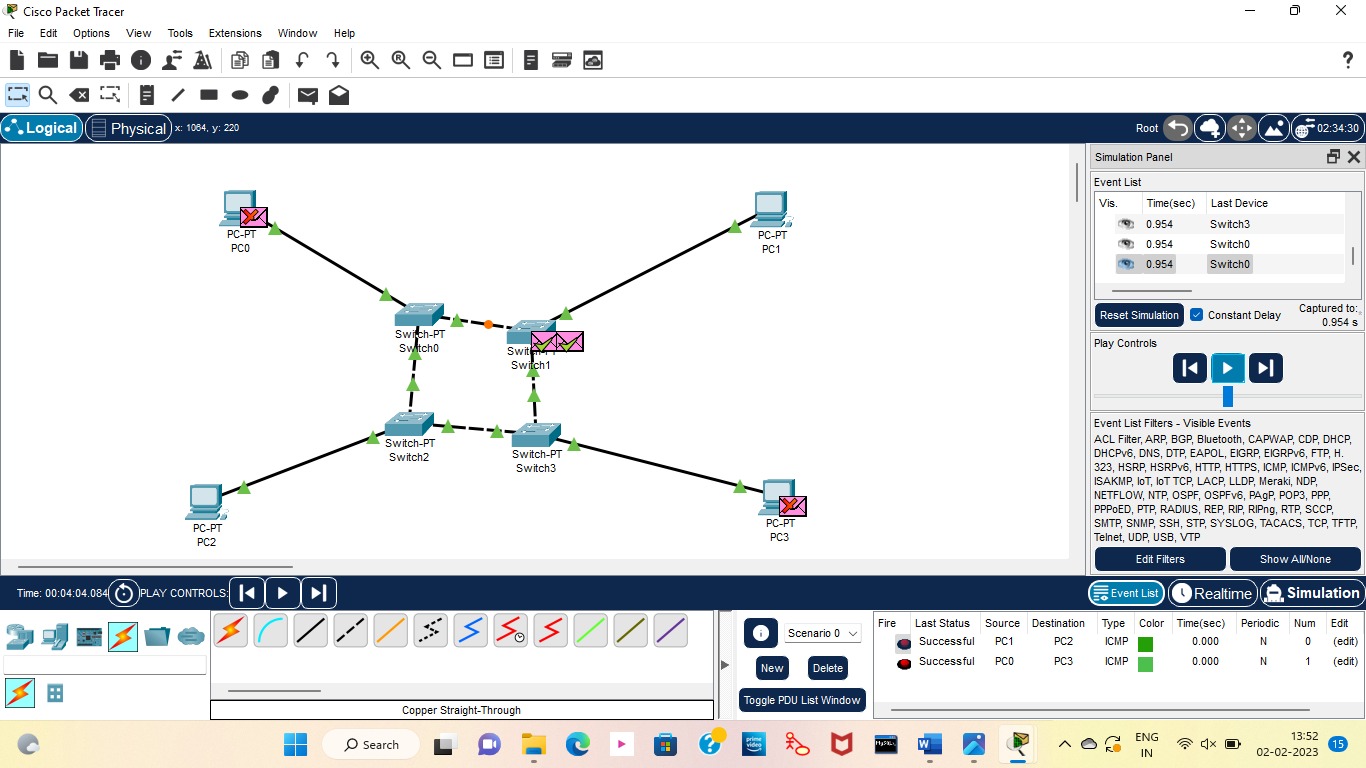 Cisco Packet Tracer
File Edit Options View Tools Extensions Window Help
Logical Physical x: 1064, y: 220 Root 02:34:30
PC-PT
PC0
PC-PT
PC1
Switch-PT
Switch0
Switch-PT
Switch1
Switch-PT
Switch2
Switch-PT
Switch3
PC-PT
PC2
PC-PT
PC3
Simulation Panel
Event List
Vis. Time(sec) Last Device
0.954 Switch3
0.954 Switch0
0.954 Switch0
Reset Simulation Constant Delay Captured to:
0.954 s
Play Controls
Event List Filters - Visible Events
ACL Filter, ARP, BGP, Bluetooth, CAPWAP, CDP, DHCP,
DHCPv6, DNS, DTP, EAPOL, EIGRP, EIGRPv6, FTP, H.
323, HSRP, HSRPv6, HTTP, HTTPS, ICMP, ICMPv6, IPSec,
ISAKMP, IoT, IoT TCP, LACP, LLDP, Meraki, NDP,
NETFLOW, NTP, OSPF, OSPFv6, PAgP, POP3, PPP,
PPPoED, PTP, RADIUS, REP, RIP, RIPng, RTP, SCCP,
SMTP, SNMP, SSH, STP, SYSLOG, TACACS, TCP, TFTP,
Telnet, UDP, USB, VTP
Edit Filters Show All/None
Time: 00:04:04.084 PLAY CONTROLS: Event List Realtime Simulation
Copper Straight-Through
Scenario 0
New Delete
Toggle PDU List Window
Fire Last Status Source Destination Type Color Time(sec) Periodic Num Edit
Successful PC1 PC2 ICMP 0.000 N 0 (edit)
Successful PC0 PC3 ICMP 0.000 N 1 (edit)
Search prime video MySQL ENG
IN
13:52
02-02-2023 15